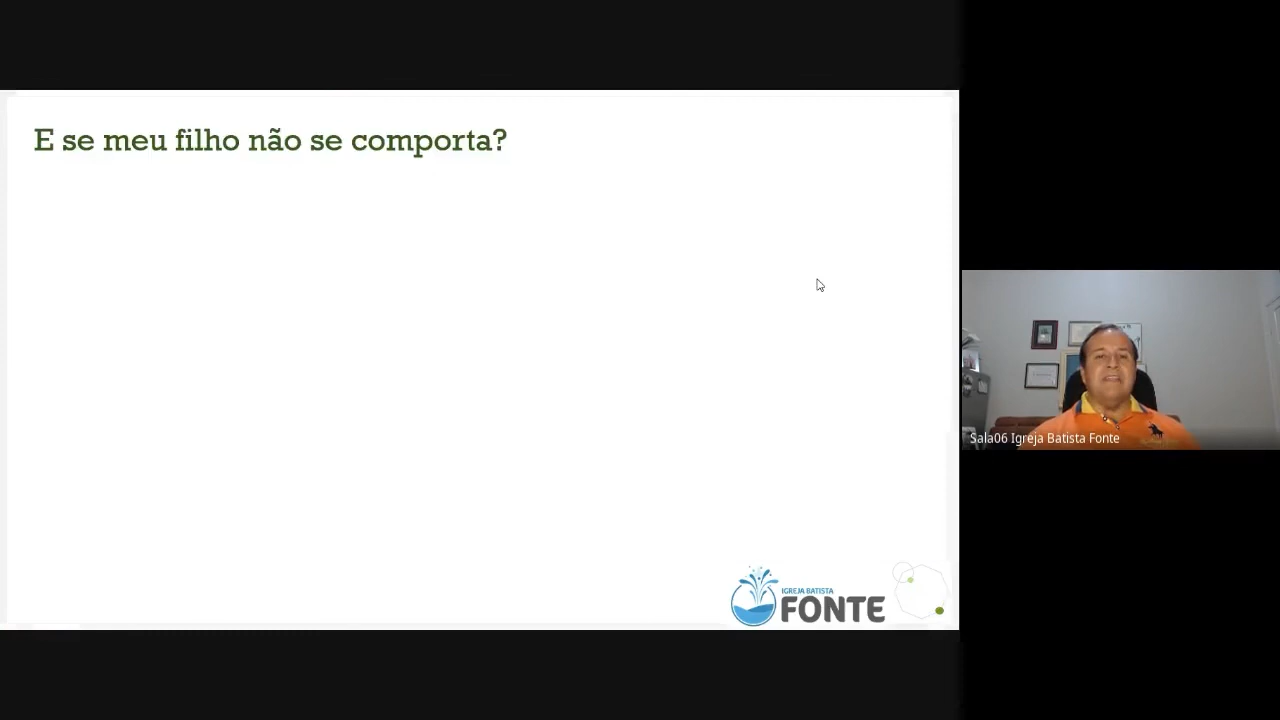 E se meu filho não se comporta?
IGREJA BATISTA
FONTE
Sala06 Igreja Batista Fonte